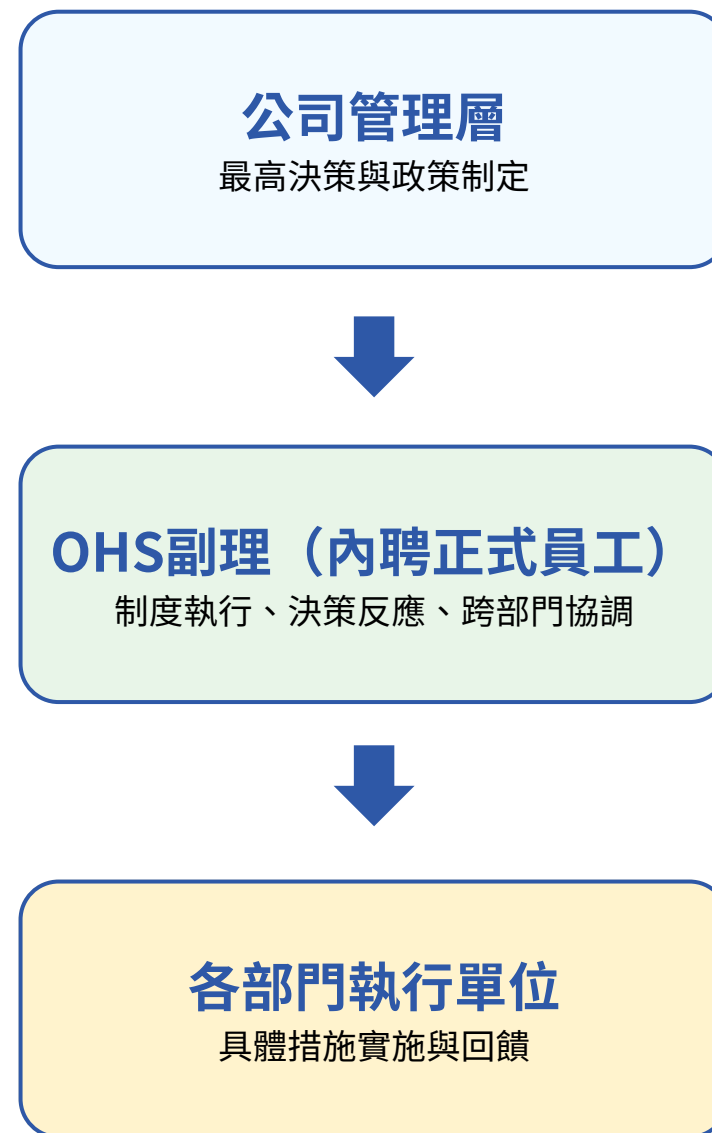 公司管理層
最高決策與政策制定
OHS副理（內聘正式員工）
制度執行、決策反應、跨部門協調
各部門執行單位
具體措施實施與回饋